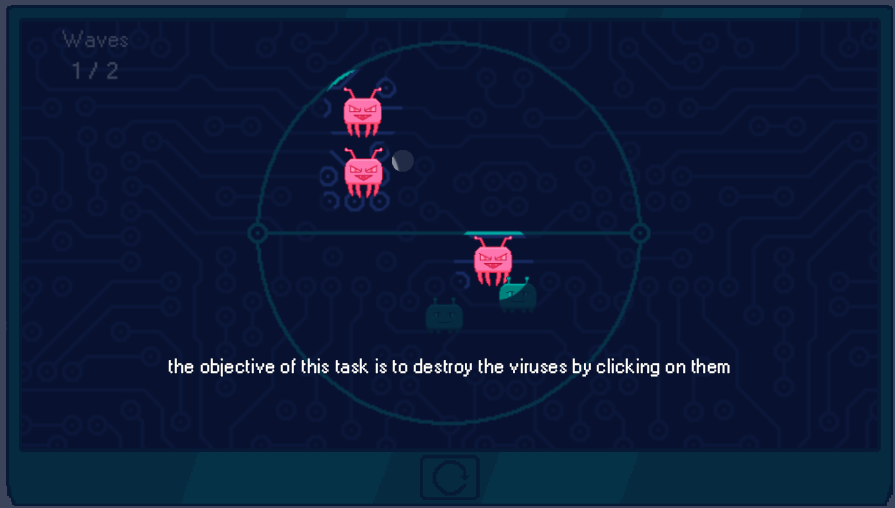 Waves
1 / 2
the objective of this task is to destroy the viruses by clicking on them